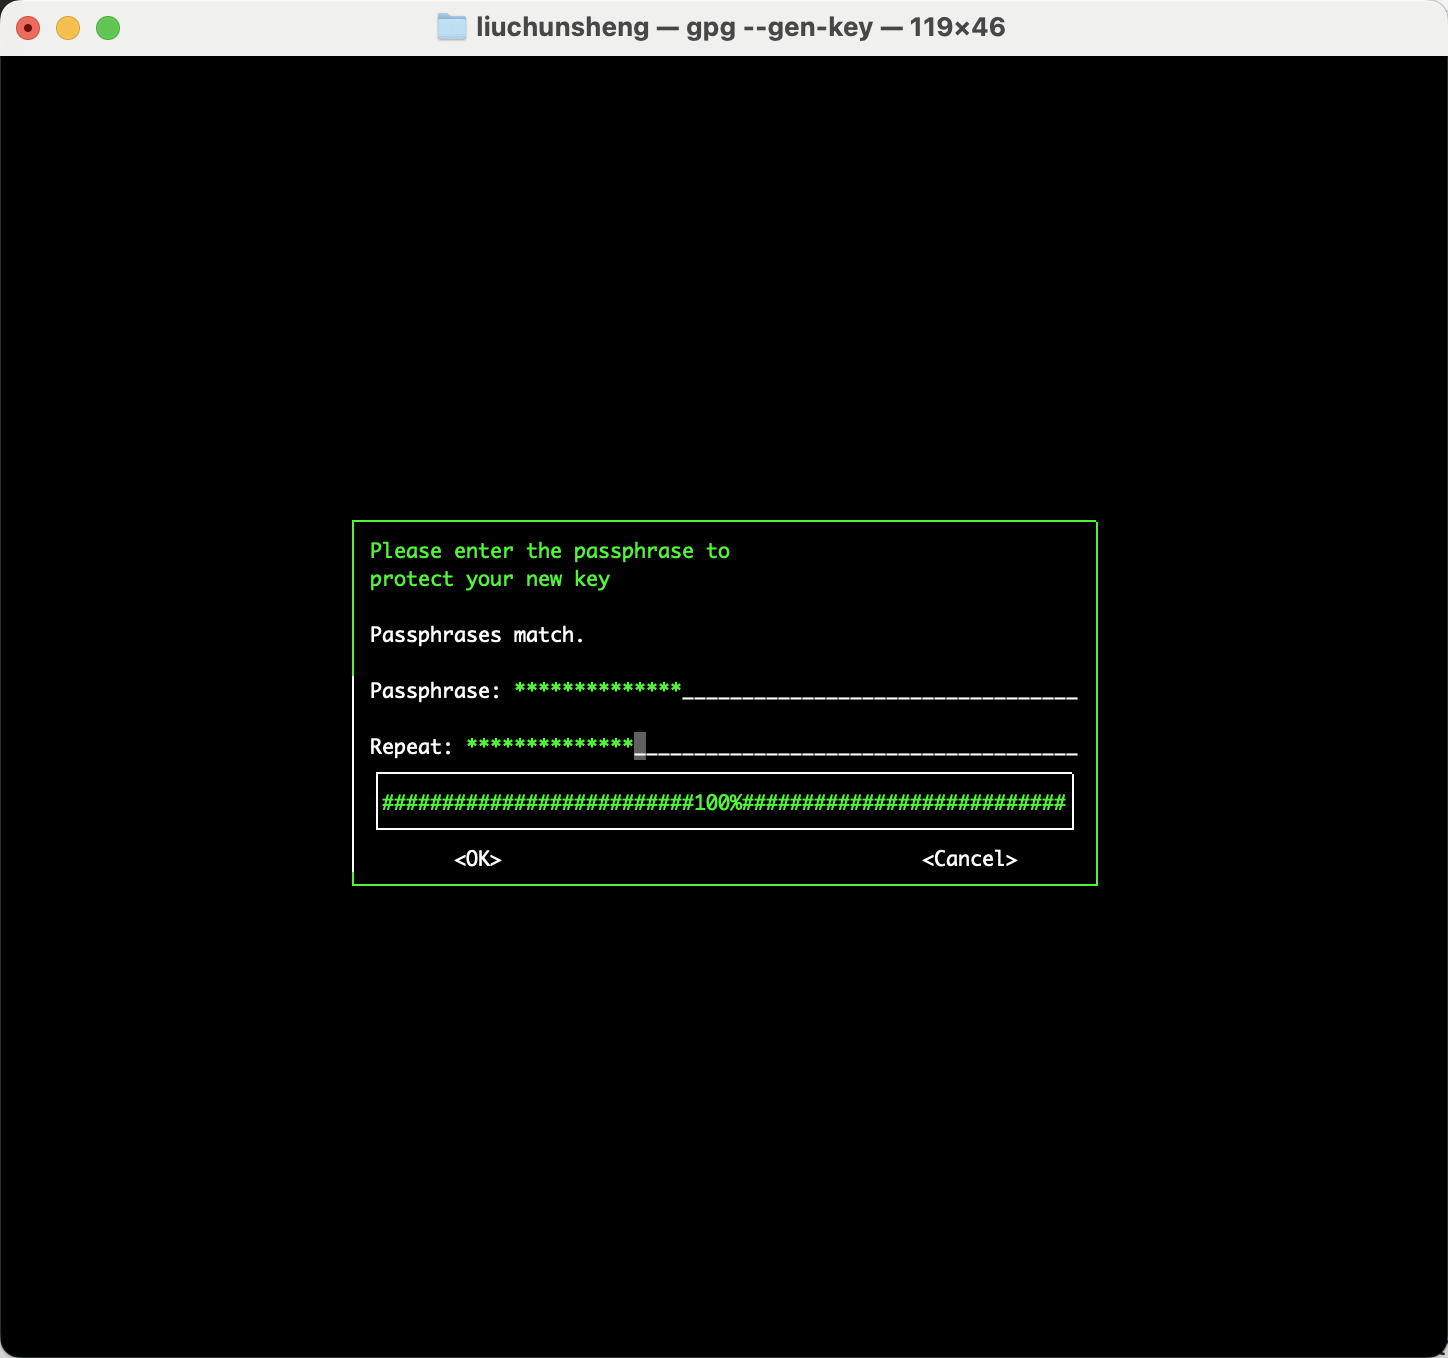 liuchunsheng — gpg --gen-key — 119×46
Please enter the passphrase to
protect your new key
Passphrases match.
Passphrase: **************_________________________________
Repeat: **************_____________________________________
##########################100%###########################
<OK> <Cancel>